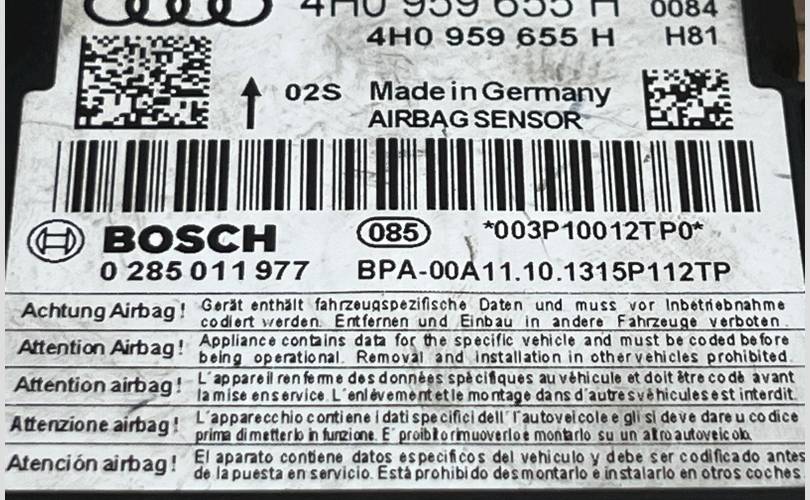 4H0 959 655 H 0084
4H0 959 655 H H81
02S Made in Germany
AIRBAG SENSOR
BOSCH 085 *003P10012TP0*
0 285 011 977 BPA-00A11.10.1315P112TP
Achtung Airbag! Gerät enthält fahrzeugspezifische Daten und muss vor Inbetriebnahme
codiert werden. Entfernen und Einbau in andere Fahrzeuge verboten.
Attention Airbag! Appliance contains data for the specific vehicle and must be coded before
being operational. Removal and installation in other vehicles prohibited.
Attention airbag! L'appareil renferme des données spécifiques au véhicule et doit être codé avant
la mise en service. L'enlèvement et le montage dans d'autres véhicules est interdit.
Attenzione airbag! L'apparecchio contiene i dati specifici dell' l'autoveicolo e gli si deve dare u codice
prima di metterlo in funzione. E' proibito rimuoverlo e montarlo su un altro autoveicolo.
Atención airbag! El aparato contiene datos específicos del vehículo y debe ser codificado antes
de la puesta en servicio. Está prohibido desmontarlo e instalarlo en otros coches.